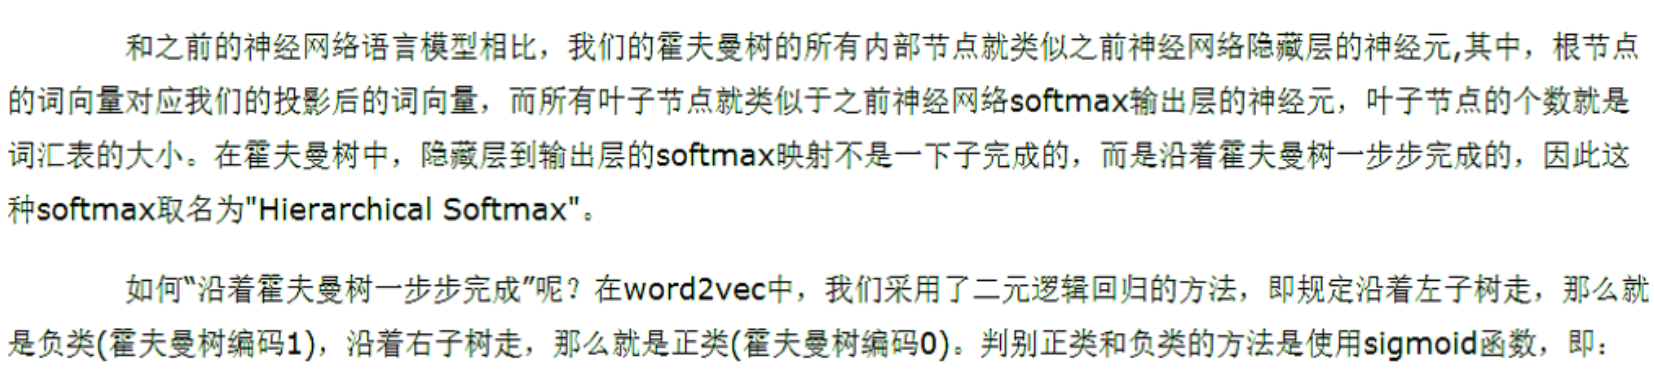 和之前的神经网络语言模型相比，我们的霍夫曼树的所有内部节点就类似之前神经网络隐藏层的神经元,其中，根节点
的词向量对应我们的投影后的词向量，而所有叶子节点就类似于之前神经网络softmax输出层的神经元，叶子节点的个数就是
词汇表的大小。在霍夫曼树中，隐藏层到输出层的softmax映射不是一下子完成的，而是沿着霍夫曼树一步步完成的，因此这
种softmax取名为"Hierarchical Softmax"。
如何“沿着霍夫曼树一步步完成”呢？在word2vec中，我们采用了二元逻辑回归的方法，即规定沿着左子树走，那么就
是负类(霍夫曼树编码1)，沿着右子树走，那么就是正类(霍夫曼树编码0)。判别正类和负类的方法是使用sigmoid函数，即：